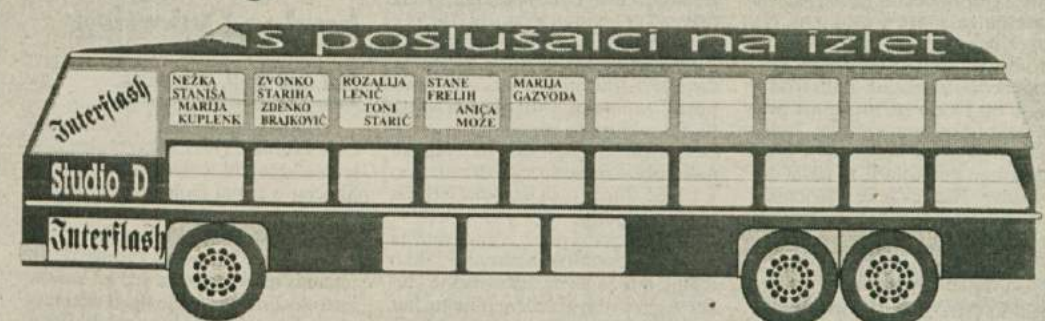 s poslušalci na izlet
Interflash
NEŽKA
STANIŠA
MARIJA
KUPLENK
ZVONKO
STARIHA
ZDENKO
BRAJKOVIČ
ROZALIJA
LENIČ
TONI
STARIČ
STANE
FRELIH
ANICA
MOŽE
MARIJA
GAZVODA
Studio D
Interflash